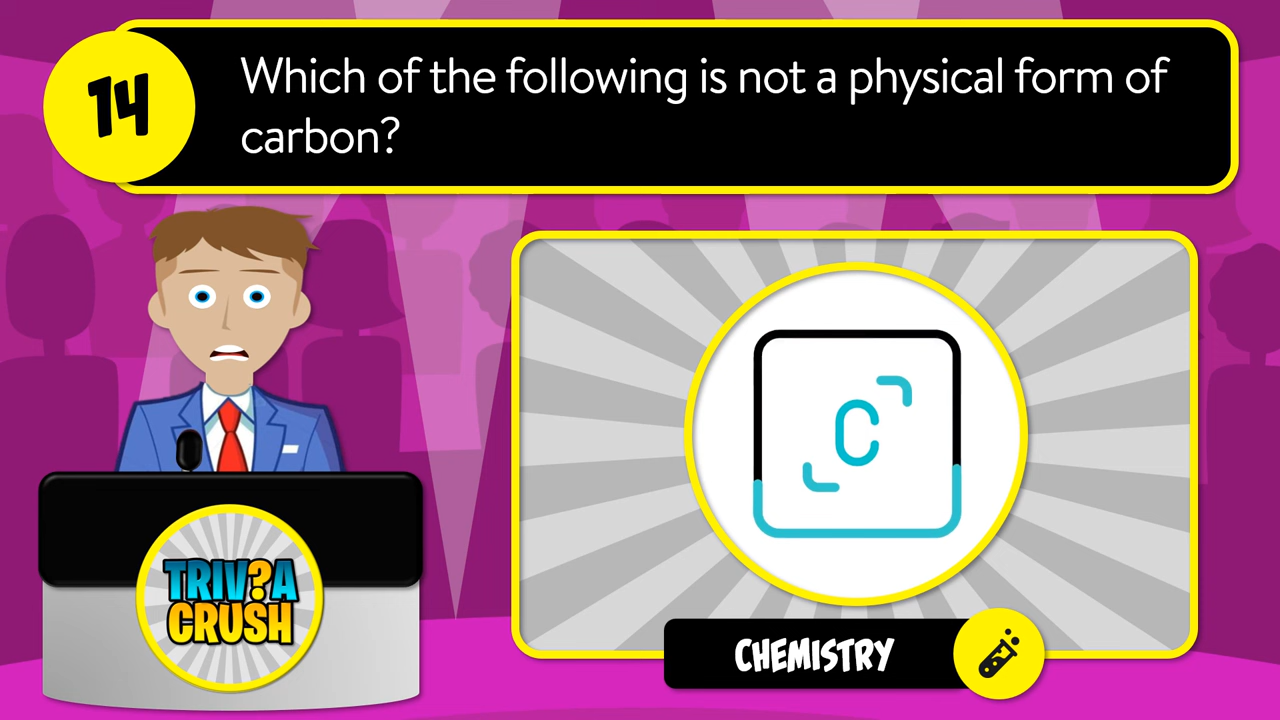 14
Which of the following is not a physical form of
carbon?
C
TRIV?A
CRUSH
CHEMISTRY